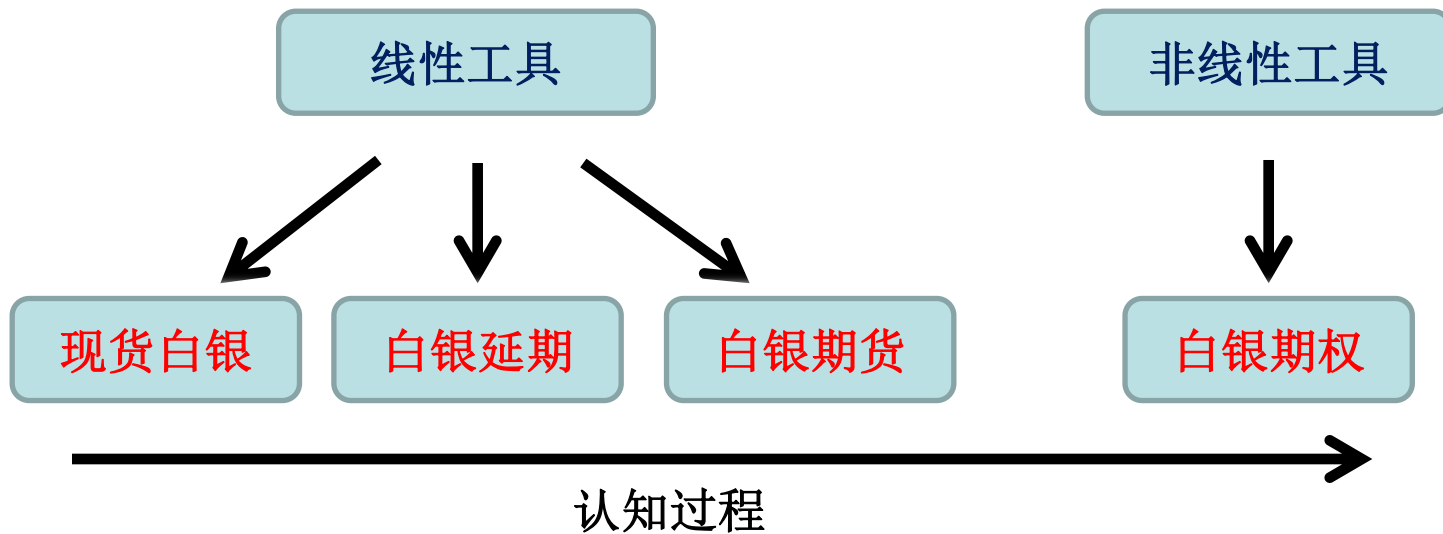 线性工具
非线性工具
现货白银
白银延期
白银期货
白银期权
认知过程